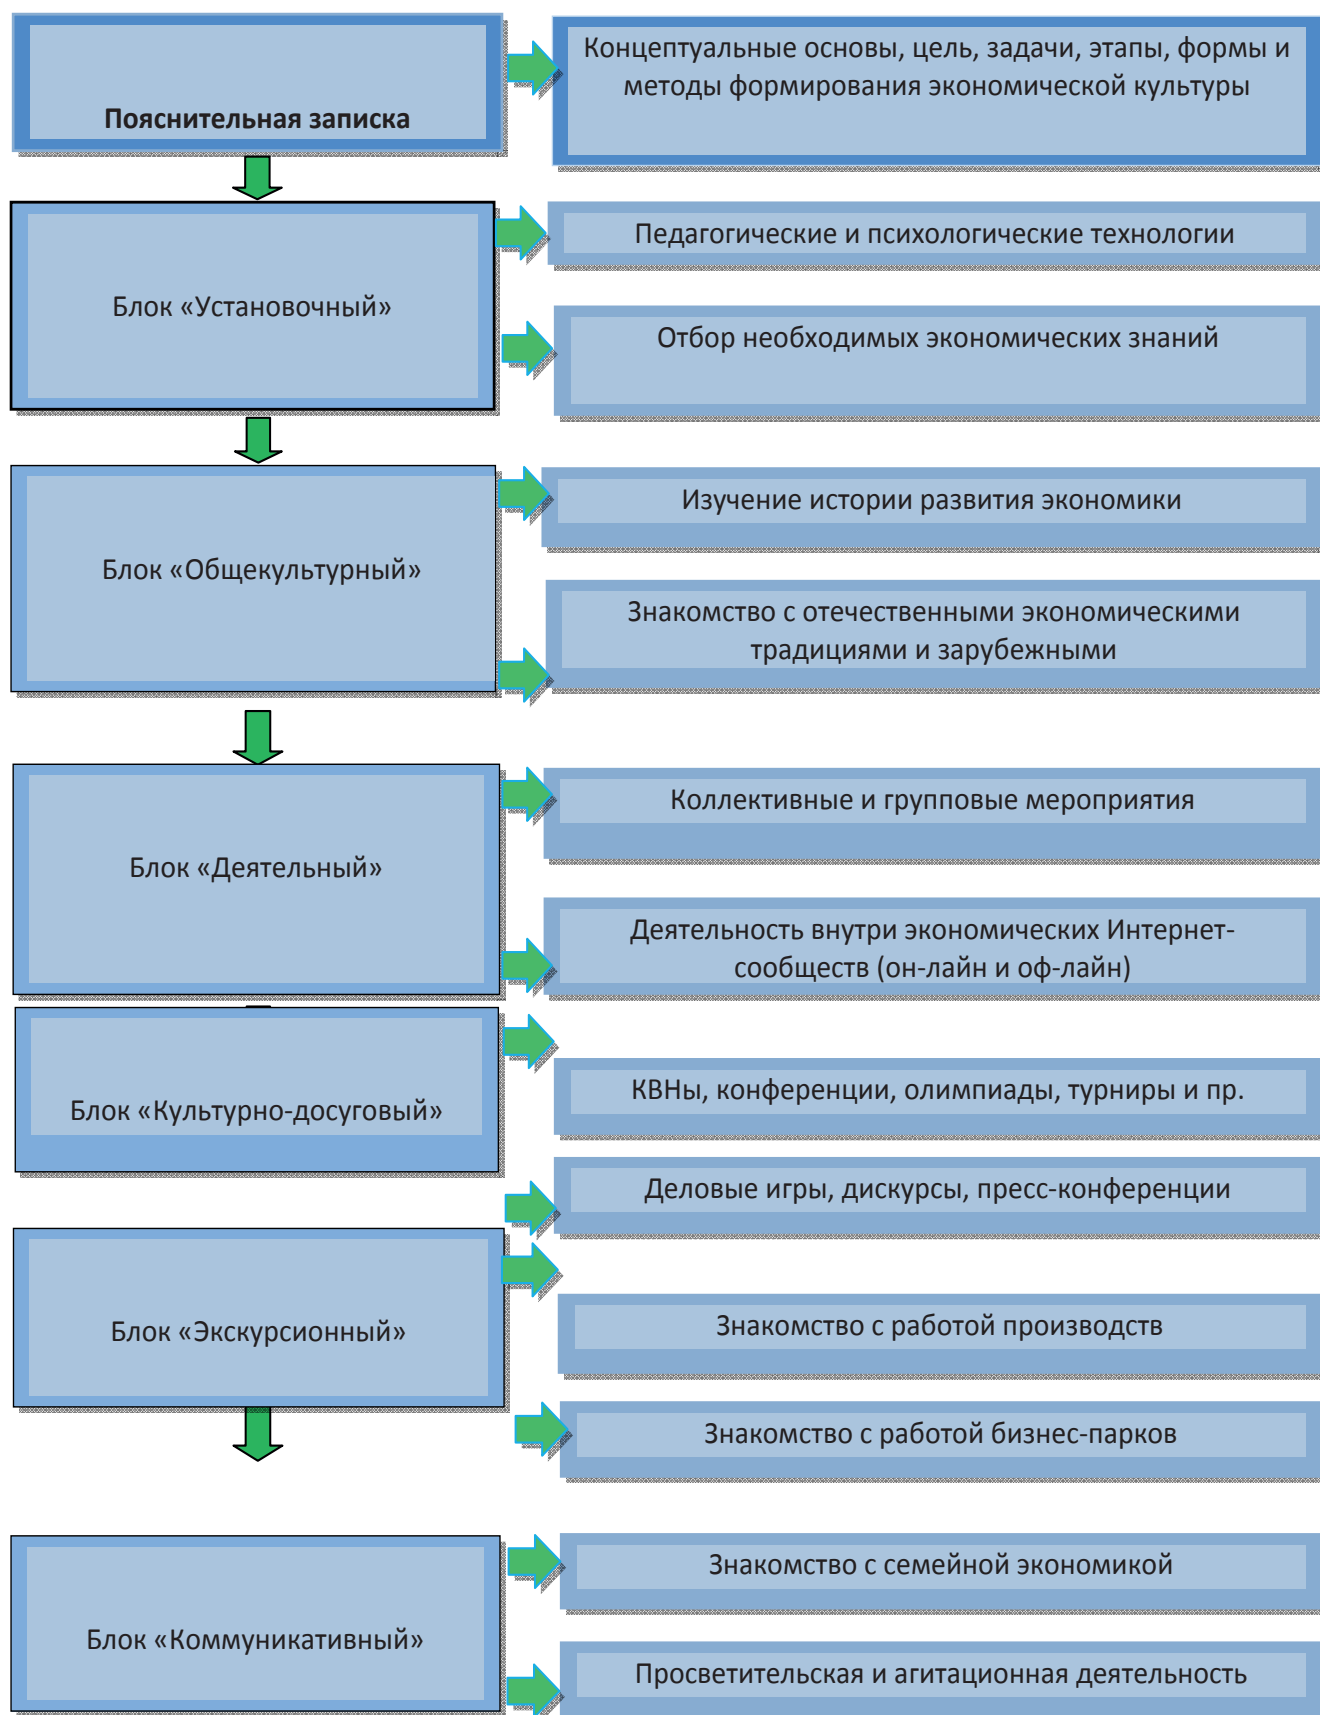 Пояснительная записка
Концептуальные основы, цель, задачи, этапы, формы и
методы формирования экономической культуры
Блок «Установочный»
Педагогические и психологические технологии
Отбор необходимых экономических знаний
Блок «Общекультурный»
Изучение истории развития экономики
Знакомство с отечественными экономическими
традициями и зарубежными
Блок «Деятельный»
Коллективные и групповые мероприятия
Деятельность внутри экономических Интернет-
сообществ (он-лайн и оф-лайн)
Блок «Культурно-досуговый»
КВНы, конференции, олимпиады, турниры и пр.
Деловые игры, дискурсы, пресс-конференции
Блок «Экскурсионный»
Знакомство с работой производств
Знакомство с работой бизнес-парков
Блок «Коммуникативный»
Знакомство с семейной экономикой
Просветительская и агитационная деятельность